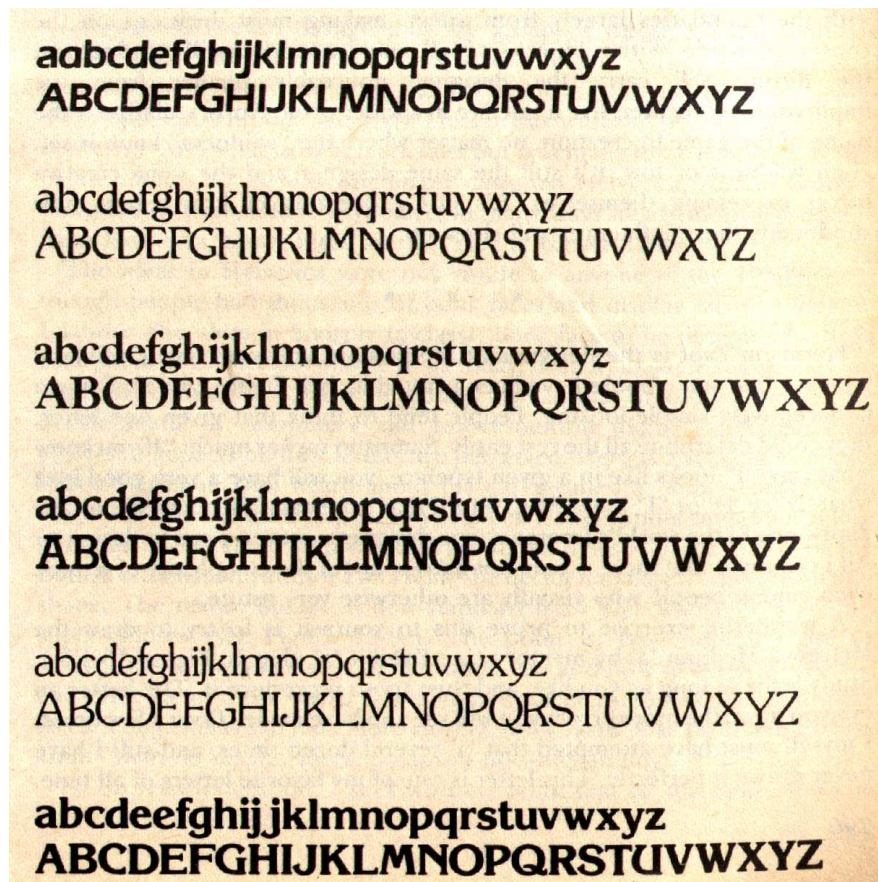 aabcdefghijklmnopqrstuvwxyz
ABCDEFGHIJKLMNOPQRSTUVWXYZ
abcdefghijklmnopqrstuvwxyz
ABCDEFGHIJKLMNOPQRSTTUVWXYZ
abcdefghijklmnopqrstuvwxyz
ABCDEFGHIJKLMNOPQRSTUVWXYZ
abcdefghijklmnopqrstuvwxyz
ABCDEFGHIJKLMNOPQRSTUVWXYZ
abcdefghijklmnopqrstuvwxyz
ABCDEFGHIJKLMNOPQRSTUVWXYZ
abcdeefghijjklmnopqrstuvwxyz
ABCDEFGHIJKLMNOPQRSTUVWXYZ